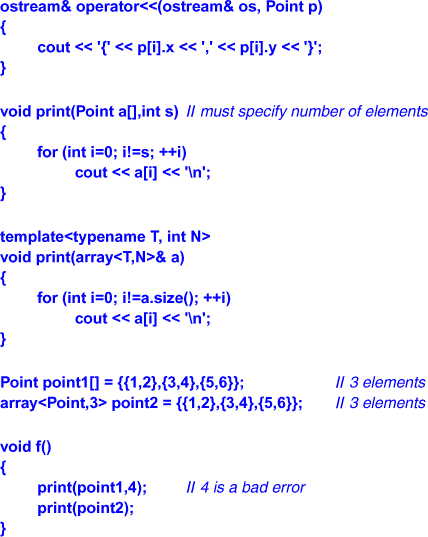 ostream& operator<<(ostream& os, Point p)
{
cout << '{' << p[i].x << ',' << p[i].y << '}';
}
void print(Point a[],int s) // must specify number of elements
{
for (int i=0; i!=s; ++i)
cout << a[i] << '\n';
}
template<typename T, int N>
void print(array<T,N>& a)
{
for (int i=0; i!=a.size(); ++i)
cout << a[i] << '\n';
}
Point point1[] = {{1,2},{3,4},{5,6}}; // 3 elements
array<Point,3> point2 = {{1,2},{3,4},{5,6}}; // 3 elements
void f()
{
print(point1,4); // 4 is a bad error
print(point2);
}